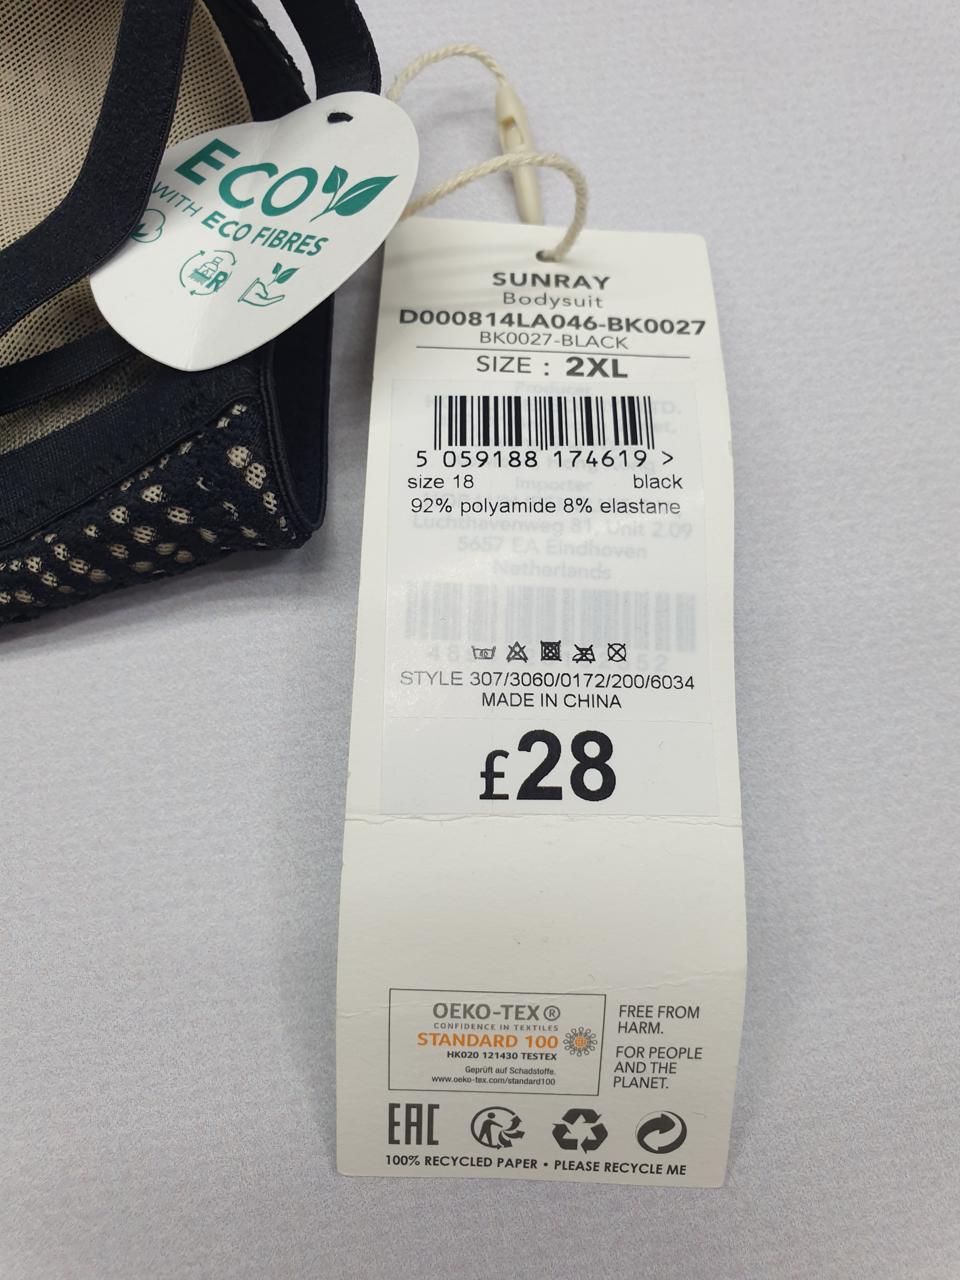 ECO
WITH ECO FIBRES
SUNRAY
Bodysuit
D000814LA046-BK0027
BK0027-BLACK
SIZE : 2XL
Producer
Importer
Luchthavenweg 81, Unit 2.09
5657 EA Eindhoven
Netherlands
5 059188 174619 >
size 18 black
92% polyamide 8% elastane
STYLE 307/3060/0172/200/6034
MADE IN CHINA
£28
OEKO-TEX®
CONFIDENCE IN TEXTILES
STANDARD 100
HK020 121430 TESTEX
Geprüft auf Schadstoffe.
www.oeko-tex.com/standard100
FREE FROM
HARM.
FOR PEOPLE
AND THE
PLANET.
EAC
100% RECYCLED PAPER • PLEASE RECYCLE ME